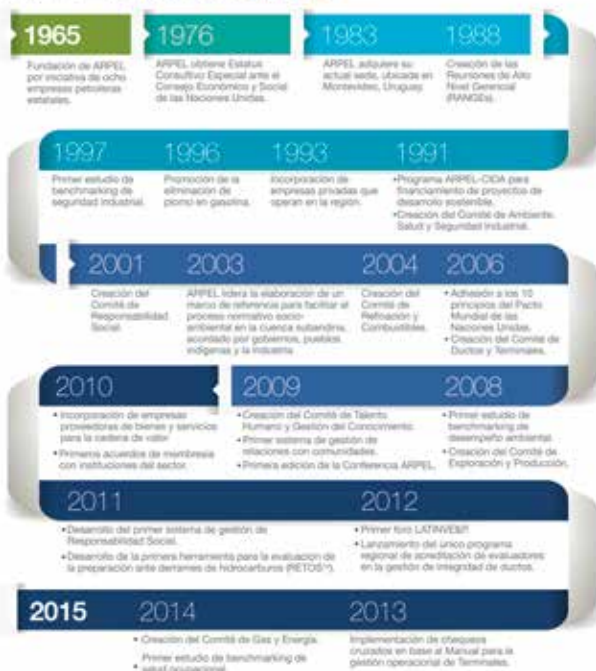 1965
Fundación de ARPEL
por iniciativa de ocho
empresas petroleras
estatales.
1976
ARPEL obtiene Estatus
Consultivo Especial ante el
Consejo Económico y Social
de las Naciones Unidas.
1983
ARPEL adquiere su
actual sede, ubicada en
Montevideo, Uruguay.
1988
Creación de las
Reuniones de Alto
Nivel Gerencial
(RANGEs).
1991
•Programa ARPEL-CIDA para
financiamiento de proyectos de
desarrollo sostenible.
•Creación del Comité de Ambiente,
Salud y Seguridad Industrial.
1993
Incorporación de
empresas privadas que
operan en la región.
1996
Promoción de la
eliminación de
plomo en gasolina.
1997
Primer estudio de
benchmarking de
seguridad industrial.
2001
Creación del
Comité de
Responsabilidad
Social.
2003
ARPEL lidera la elaboración de un
marco de referencia para facilitar el
proceso normativo socio-
ambiental en la cuenca subandina,
acordado por gobiernos, pueblos
indígenas y la industria
2004
Creación del
Comité de
Refinación y
Combustibles.
2006
• Adhesión a los 10
principios del Pacto
Mundial de las
Naciones Unidas.
• Creación del Comité de
Ductos y Terminales.
2008
• Primer estudio de
benchmarking de
desempeño ambiental.
• Creación del Comité de
Exploración y Producción.
2009
•Creación del Comité de Talento
Humano y Gestión del Conocimiento.
• Primer sistema de gestión de
relaciones con comunidades.
•Primera edición de la Conferencia ARPEL.
2010
• Incorporación de empresas
proveedoras de bienes y servicios
para la cadena de valor
• Primeros acuerdos de membresía
con instituciones del sector.
2011
•Desarrollo del primer sistema de gestión de
Responsabilidad Social.
•Desarrollo de la primera herramienta para la evaluación de
la preparación ante derrames de hidrocarburos (RETOS™).
2012
•Primer foro LATINVE&P.
•Lanzamiento del único programa
regional de acreditación de evaluadores
en la gestión de integridad de ductos.
2013
Implementación de chequeos
cruzados en base al Manual para la
gestión operacional de Terminales.
2014
• Creación del Comité de Gas y Energía.
Primer estudio de benchmarking de
• salud ocupacional.
2015